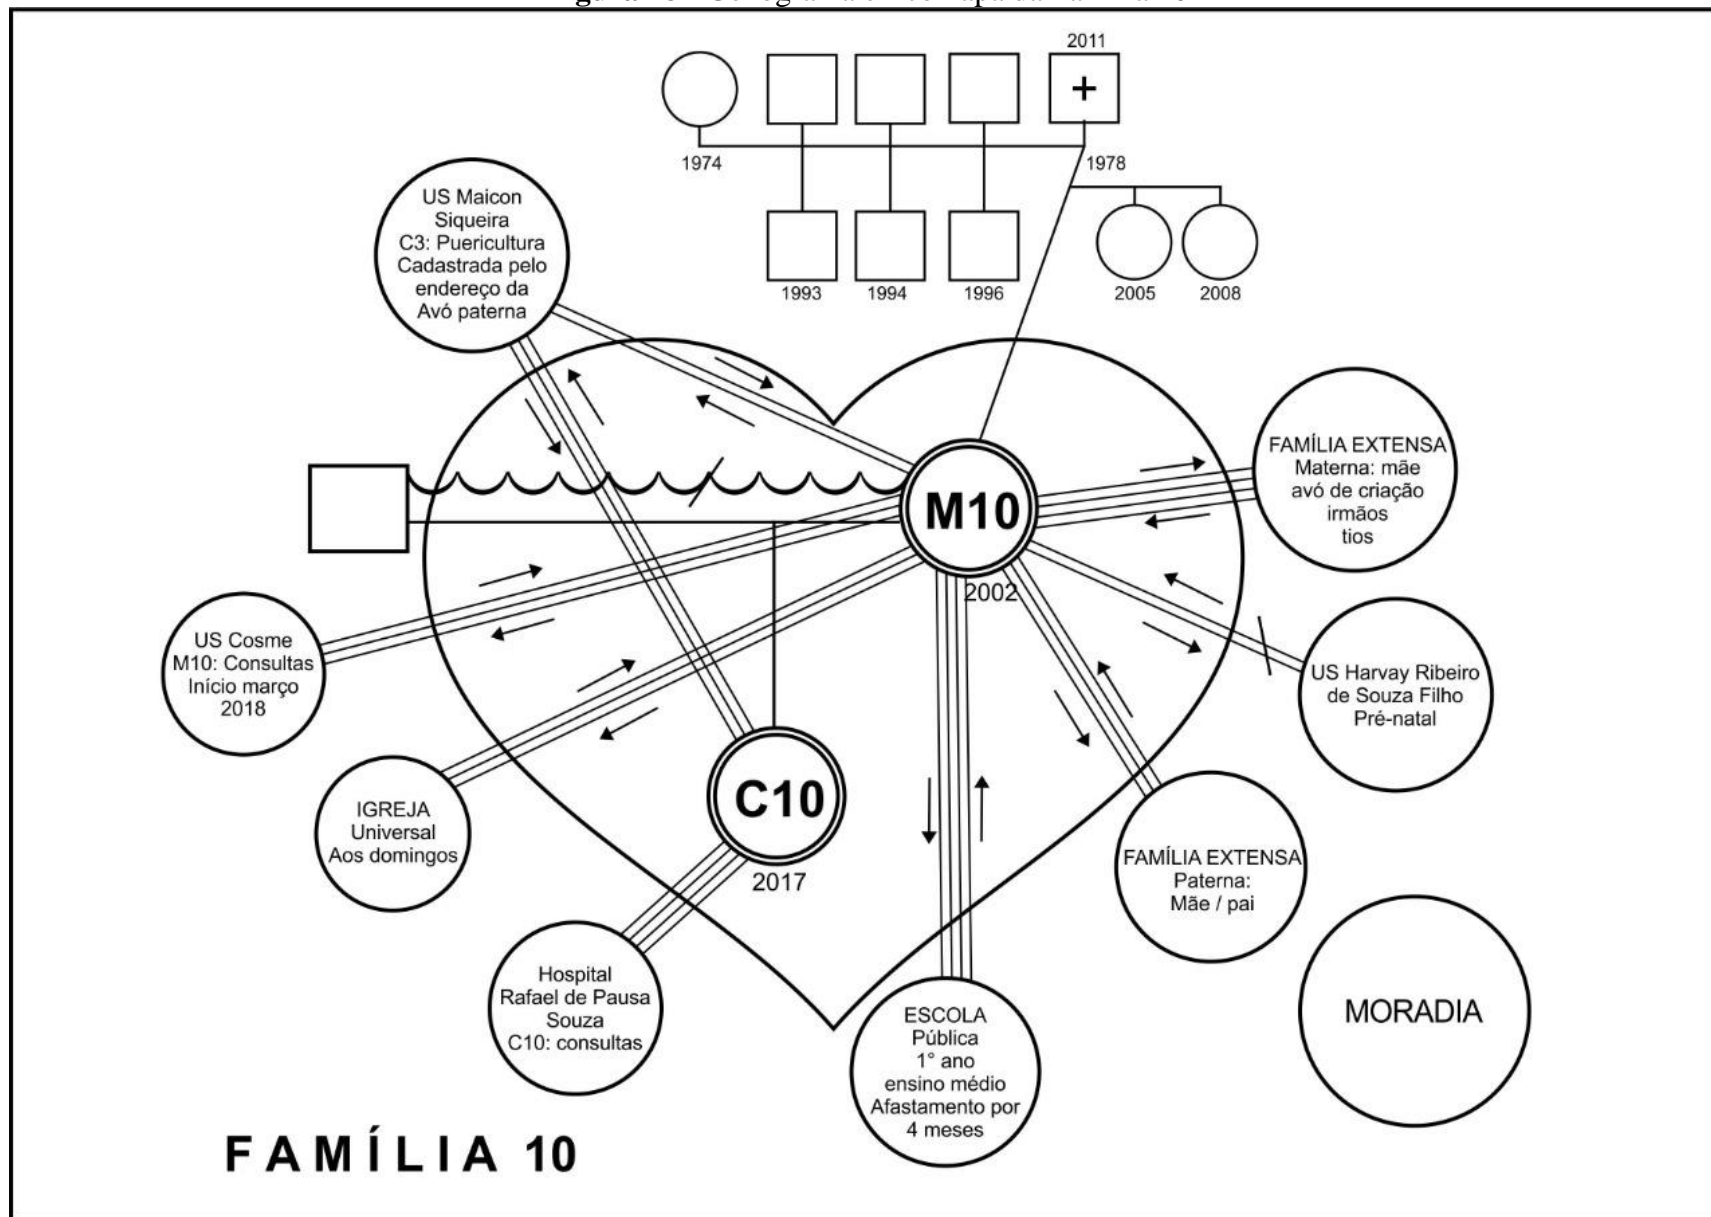 2011
1974
1978
1993
1994
1996
2005
2008
US Maicon
Siqueira
C3: Puericultura
Cadastrada pelo
endereço da
Avó paterna
FAMÍLIA EXTENSA
Materna: mãe
avó de criação
irmãos
tios
M10
2002
US Cosme
M10: Consultas
Início março
2018
US Harvay Ribeiro
de Souza Filho
Pré-natal
IGREJA
Universal
Aos domingos
C10
2017
FAMÍLIA EXTENSA
Paterna:
Mãe / pai
Hospital
Rafael de Pausa
Souza
C10: consultas
ESCOLA
Pública
1° ano
ensino médio
Afastamento por
4 meses
MORADIA
FAMÍLIA 10